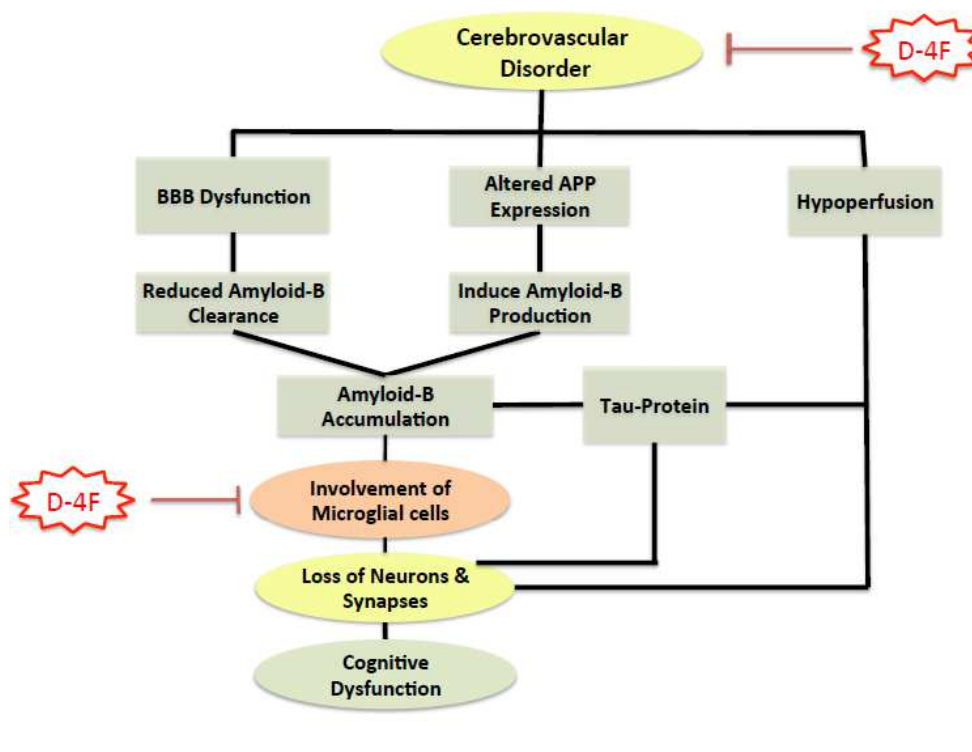 Cerebrovascular
Disorder
D-4F
BBB Dysfunction
Altered APP
Expression
Hypoperfusion
Reduced Amyloid-B
Clearance
Induce Amyloid-B
Production
Amyloid-B
Accumulation
Tau-Protein
D-4F
Involvement of
Microglial cells
Loss of Neurons &
Synapses
Cognitive
Dysfunction